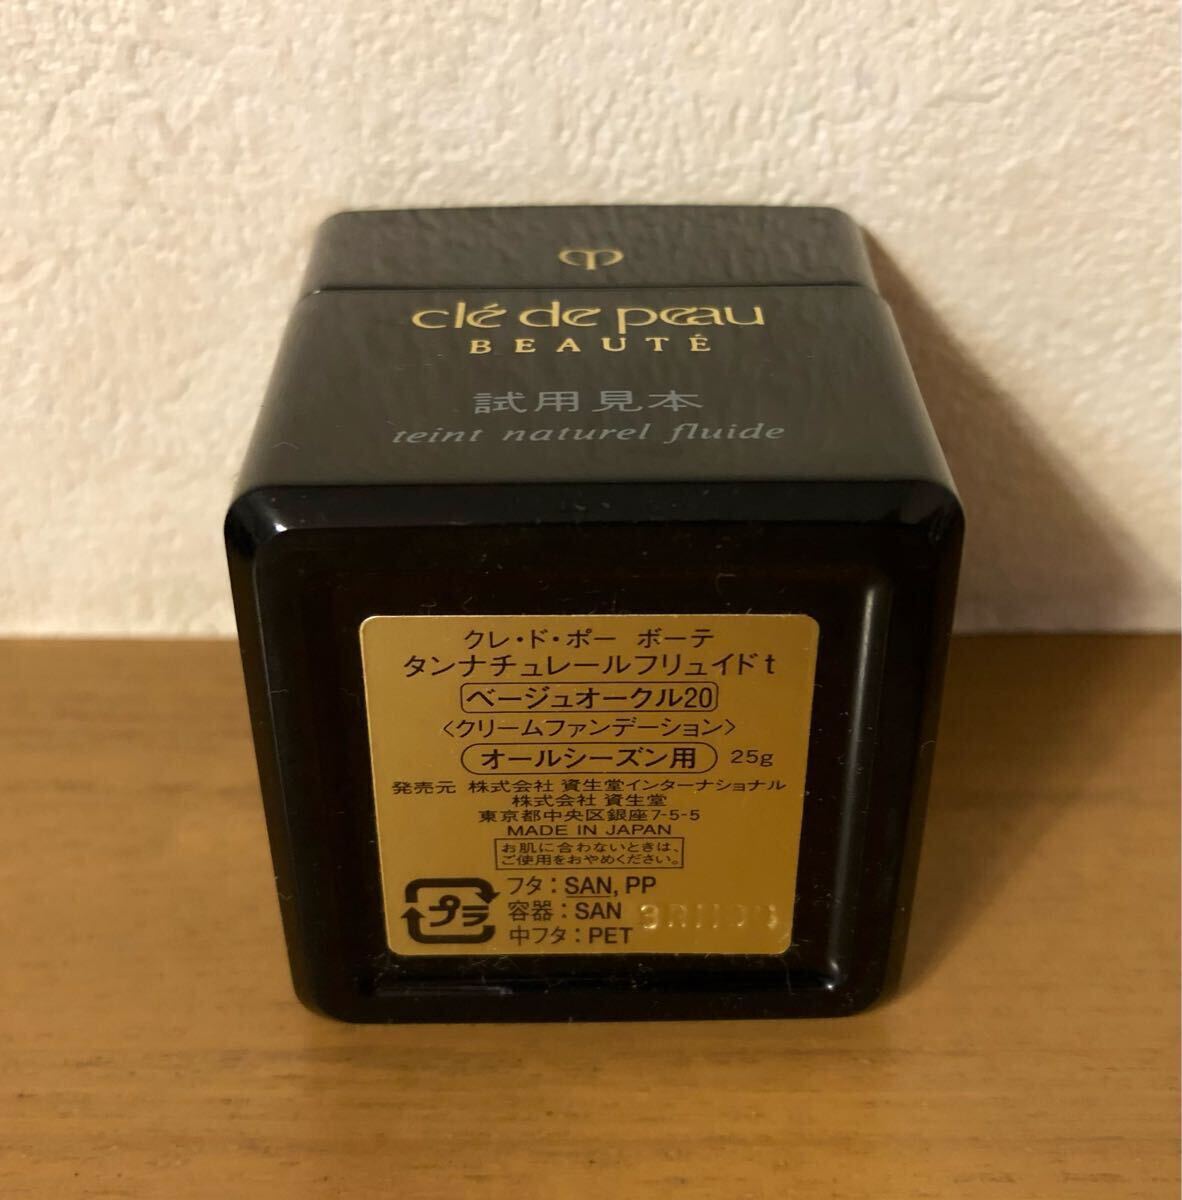 clé de peau
BEAUTÉ
試用見本
teint naturel fluide
クレ・ド・ポー ボーテ
タンナチュレールフリュイド t
ベージュオークル20
〈クリームファンデーション〉
オールシーズン用 25g
発売元 株式会社 資生堂インターナショナル
株式会社 資生堂
東京都中央区銀座7-5-5
MADE IN JAPAN
お肌に合わないときは、
ご使用をおやめください。
プラ
フタ：SAN, PP
容器：SAN
中フタ：PET